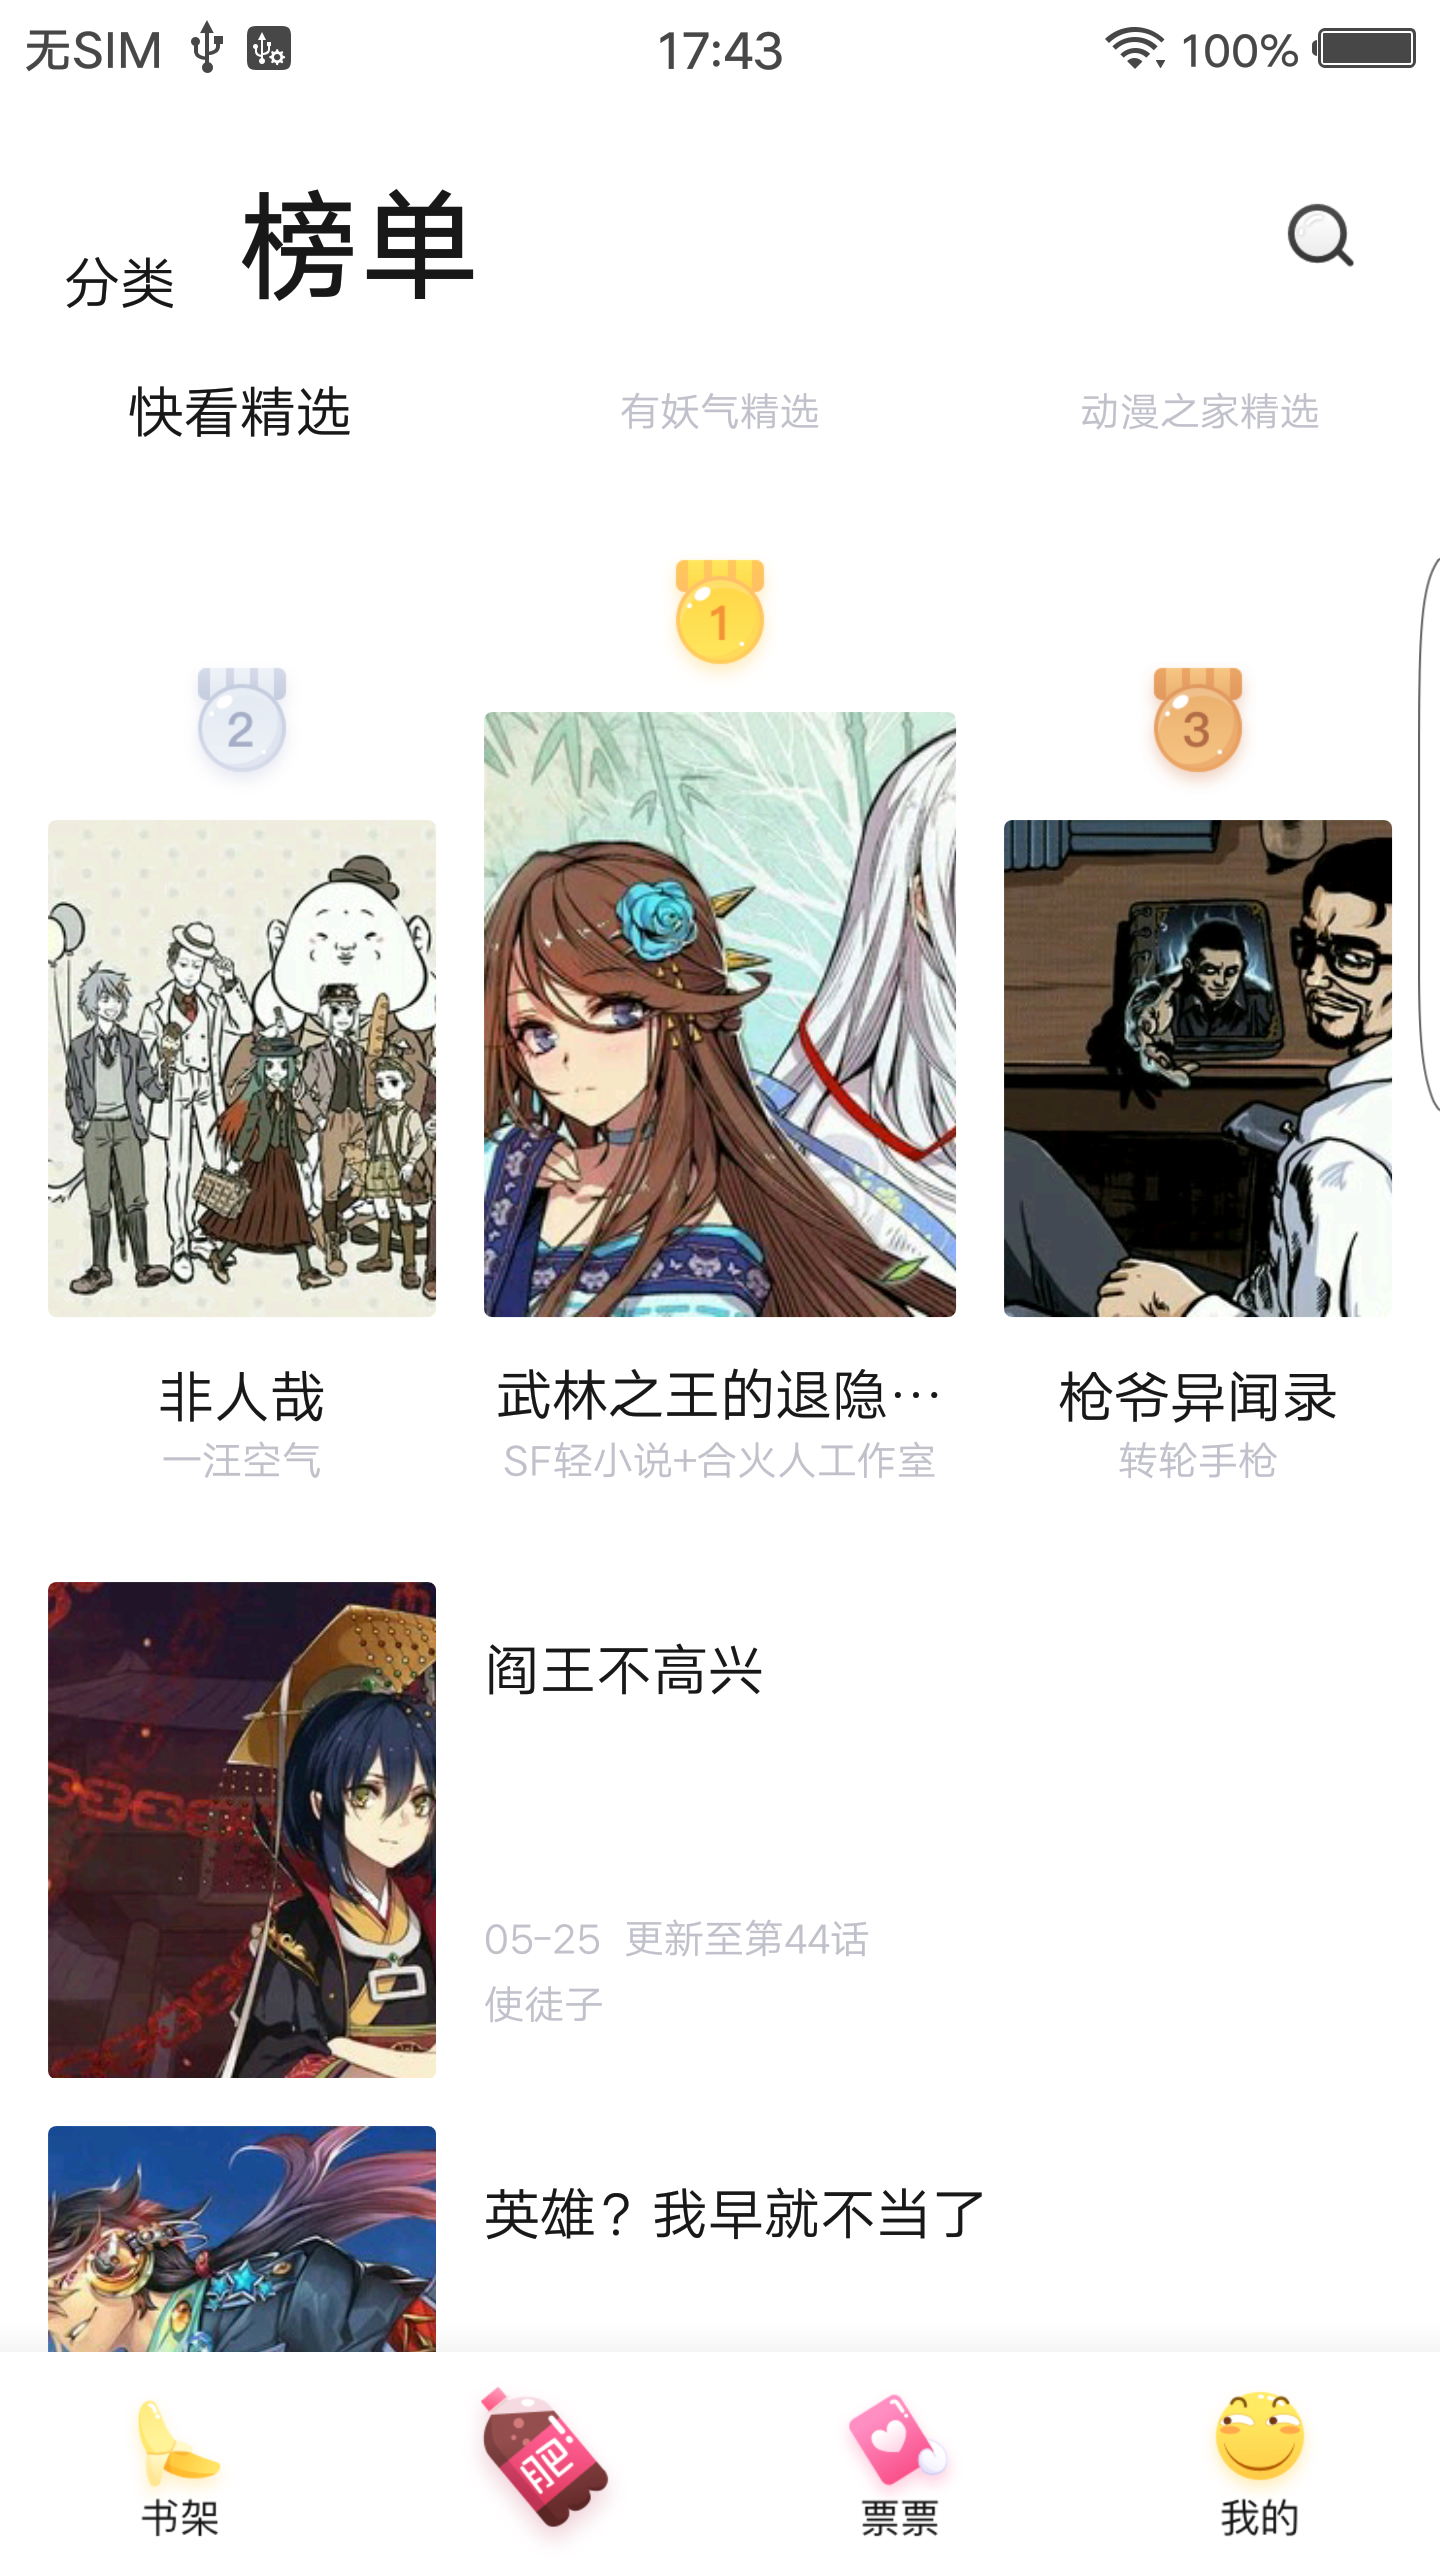 无SIM 17:43 100%
分类 榜单
快看精选 有妖气精选 动漫之家精选
1
2 3
非人哉 武林之王的退隐… 枪爷异闻录
一汪空气 SF轻小说+合火人工作室 转轮手枪
阎王不高兴
05-25 更新至第44话
使徒子
英雄？我早就不当了
肥
书架 票票 我的